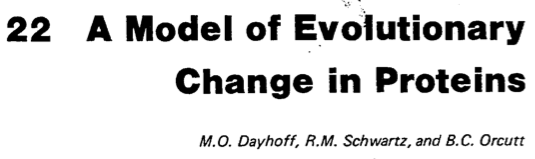 22 A Model of Evolutionary
Change in Proteins
M.O. Dayhoff, R.M. Schwartz, and B.C. Orcutt